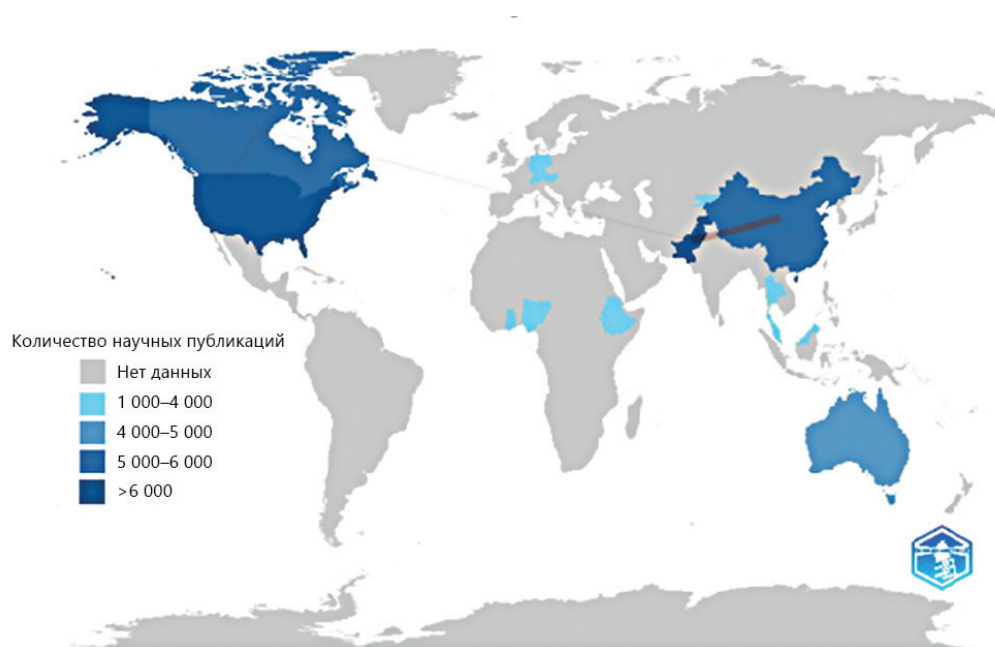 Количество научных публикаций
Нет данных
1 000–4 000
4 000–5 000
5 000–6 000
>6 000